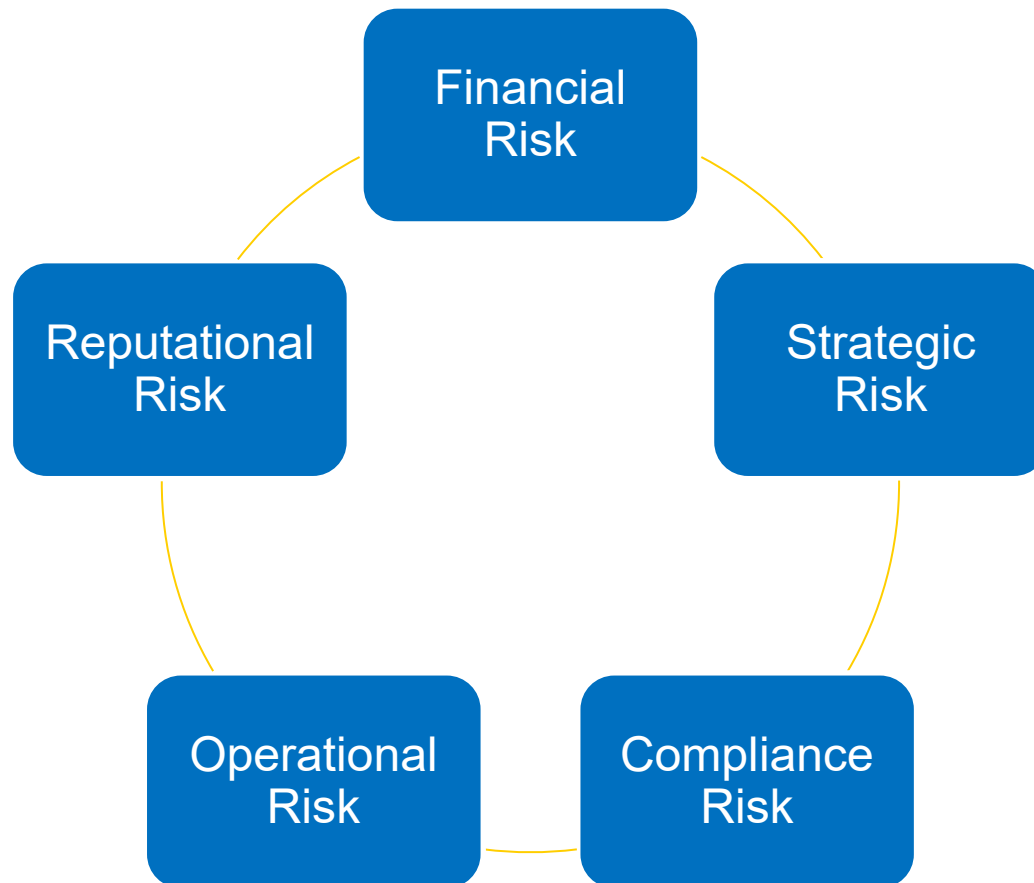 Financial
Risk
Strategic
Risk
Compliance
Risk
Operational
Risk
Reputational
Risk